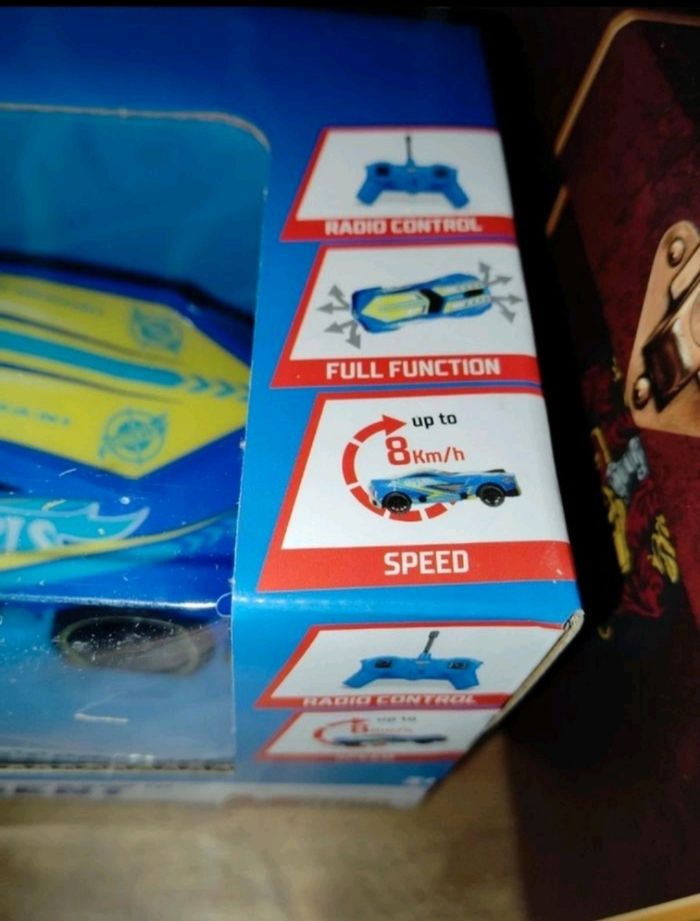 RADIO CONTROL
FULL FUNCTION
up to
8Km/h
SPEED
RADIO CONTROL
up to